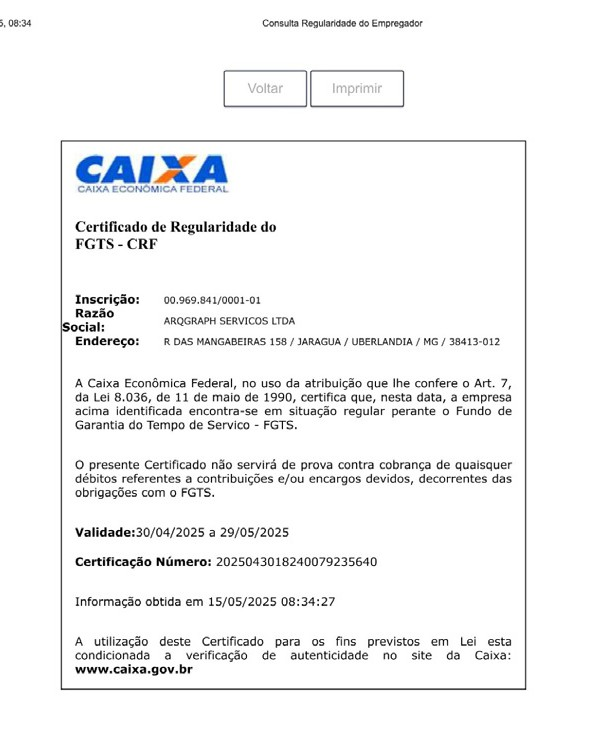 5, 08:34
Consulta Regularidade do Empregador
Voltar
Imprimir
CAIXA
CAIXA ECONÔMICA FEDERAL
Certificado de Regularidade do
FGTS - CRF
Inscrição: 00.969.841/0001-01
Razão
Social: ARQGRAPH SERVICOS LTDA
Endereço: R DAS MANGABEIRAS 158 / JARAGUA / UBERLANDIA / MG / 38413-012
A Caixa Econômica Federal, no uso da atribuição que lhe confere o Art. 7,
da Lei 8.036, de 11 de maio de 1990, certifica que, nesta data, a empresa
acima identificada encontra-se em situação regular perante o Fundo de
Garantia do Tempo de Servico - FGTS.
O presente Certificado não servirá de prova contra cobrança de quaisquer
débitos referentes a contribuições e/ou encargos devidos, decorrentes das
obrigações com o FGTS.
Validade:30/04/2025 a 29/05/2025
Certificação Número: 2025043018240079235640
Informação obtida em 15/05/2025 08:34:27
A utilização deste Certificado para os fins previstos em Lei esta
condicionada a verificação de autenticidade no site da Caixa:
www.caixa.gov.br